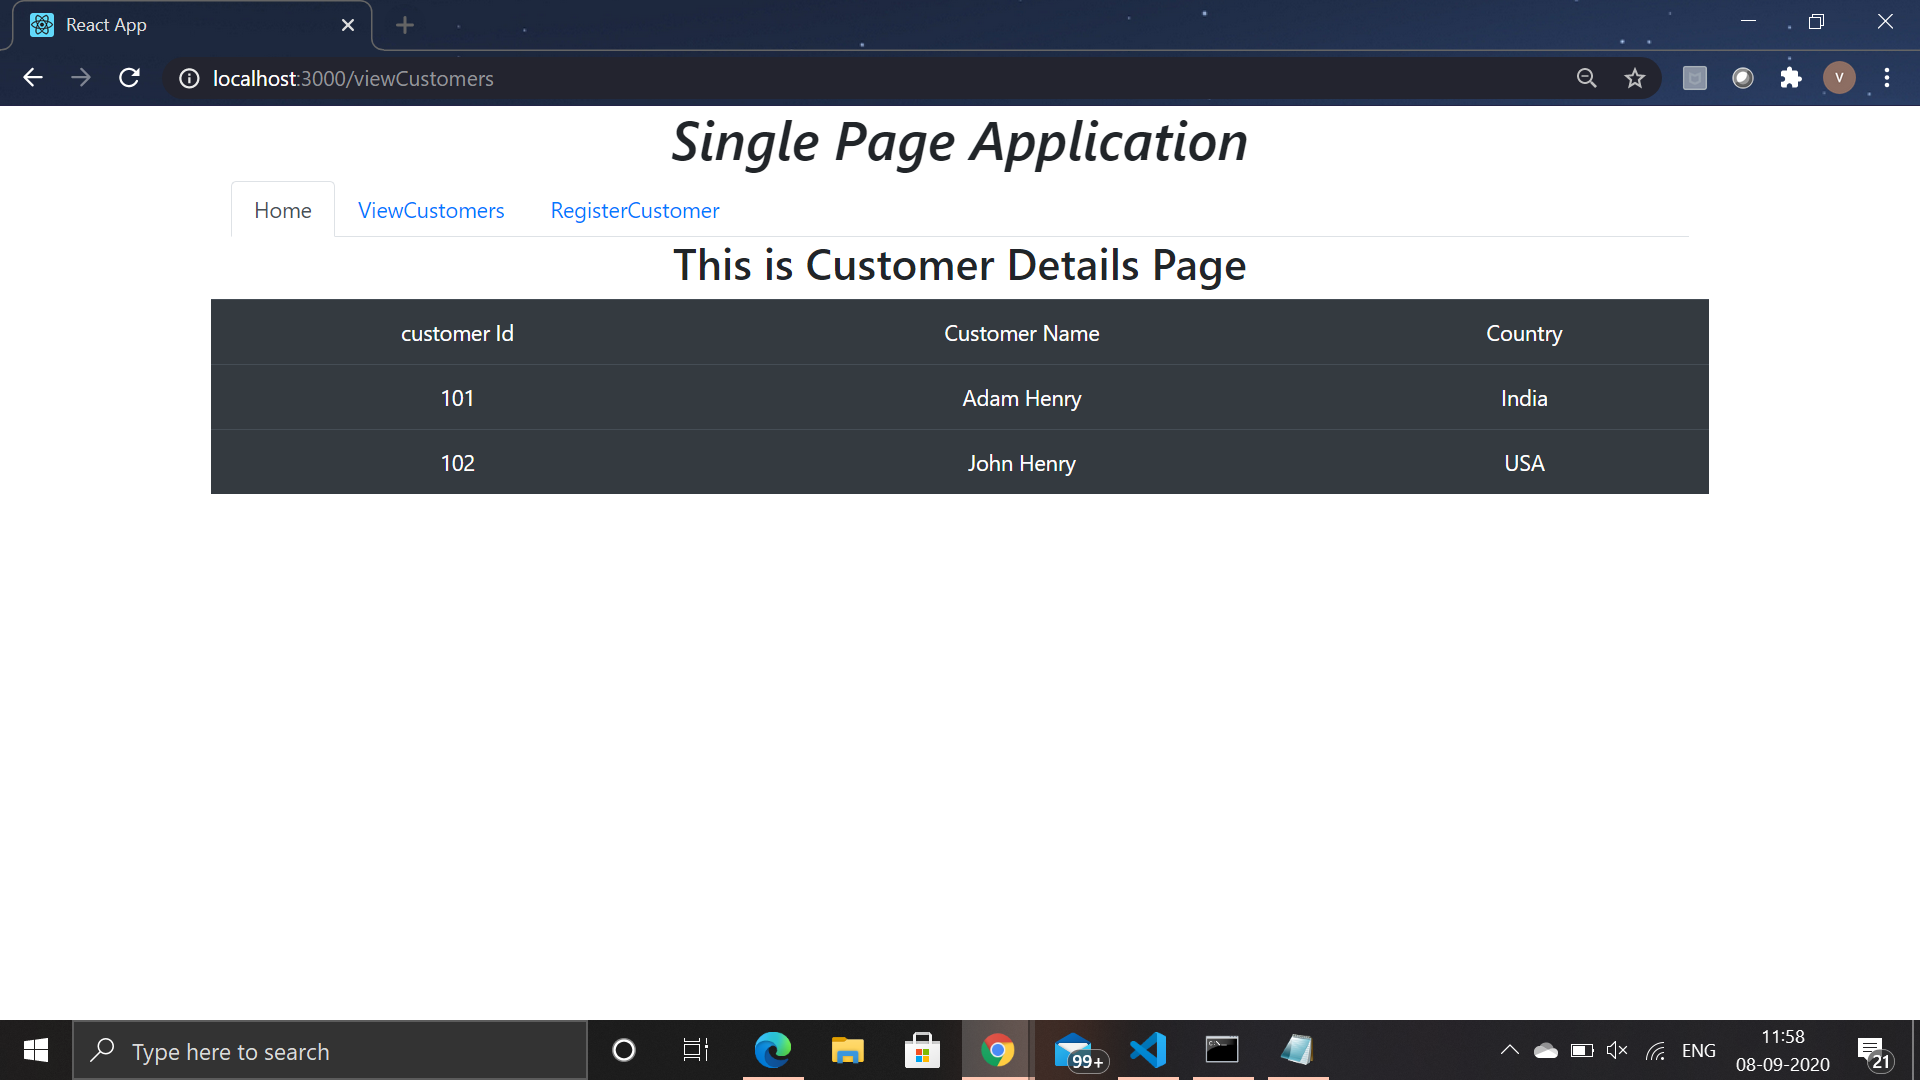 React App
localhost:3000/viewCustomers
V
Single Page Application
Home ViewCustomers RegisterCustomer
This is Customer Details Page
customer Id Customer Name Country
101 Adam Henry India
102 John Henry USA
Type here to search
99+
ENG
11:58
08-09-2020
21